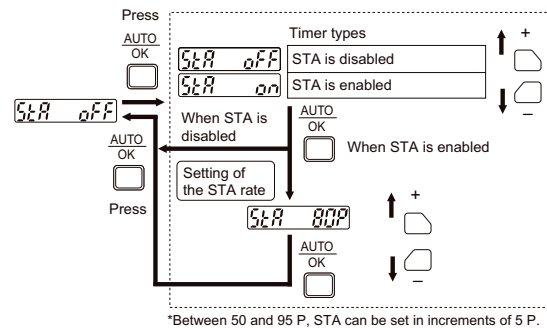 Press
AUTO
OK
StA oFF
AUTO
OK
Press
Timer types
StA oFF
STA is disabled
StA on
STA is enabled
+
−
When STA is
disabled
AUTO
OK
When STA is enabled
Setting of
the STA rate
StA 80P
+
−
AUTO
OK
*Between 50 and 95 P, STA can be set in increments of 5 P.